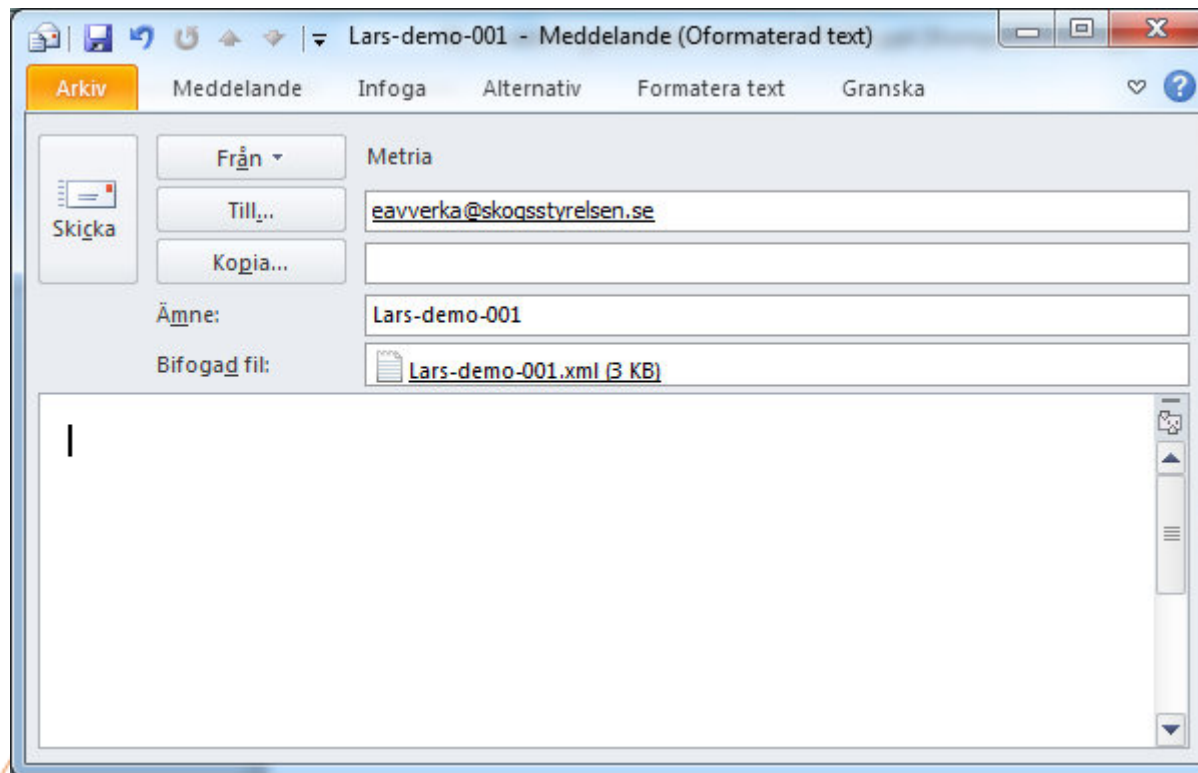 Lars-demo-001 - Meddelande (Oformaterad text)
Arkiv Meddelande Infoga Alternativ Formatera text Granska
Skicka
Från Metria
Till... eavverka@skogsstyrelsen.se
Kopia...
Ämne: Lars-demo-001
Bifogad fil: Lars-demo-001.xml (3 KB)